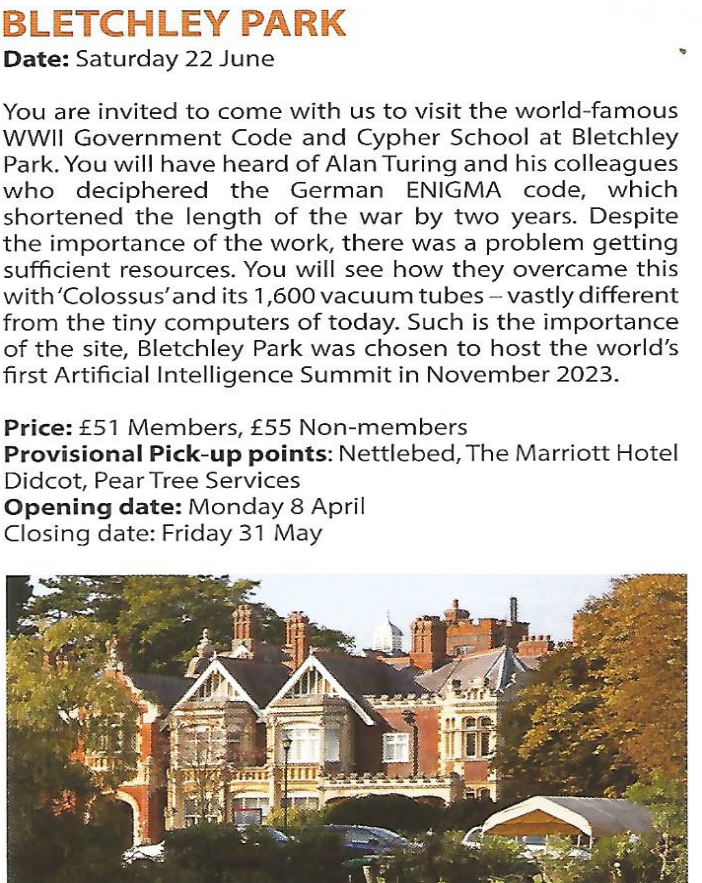 BLETCHLEY PARK
Date: Saturday 22 June
You are invited to come with us to visit the world-famous
WWII Government Code and Cypher School at Bletchley
Park. You will have heard of Alan Turing and his colleagues
who deciphered the German ENIGMA code, which
shortened the length of the war by two years. Despite
the importance of the work, there was a problem getting
sufficient resources. You will see how they overcame this
with ‘Colossus’ and its 1,600 vacuum tubes – vastly different
from the tiny computers of today. Such is the importance
of the site, Bletchley Park was chosen to host the world’s
first Artificial Intelligence Summit in November 2023.
Price: £51 Members, £55 Non-members
Provisional Pick-up points: Nettlebed, The Marriott Hotel
Didcot, Pear Tree Services
Opening date: Monday 8 April
Closing date: Friday 31 May